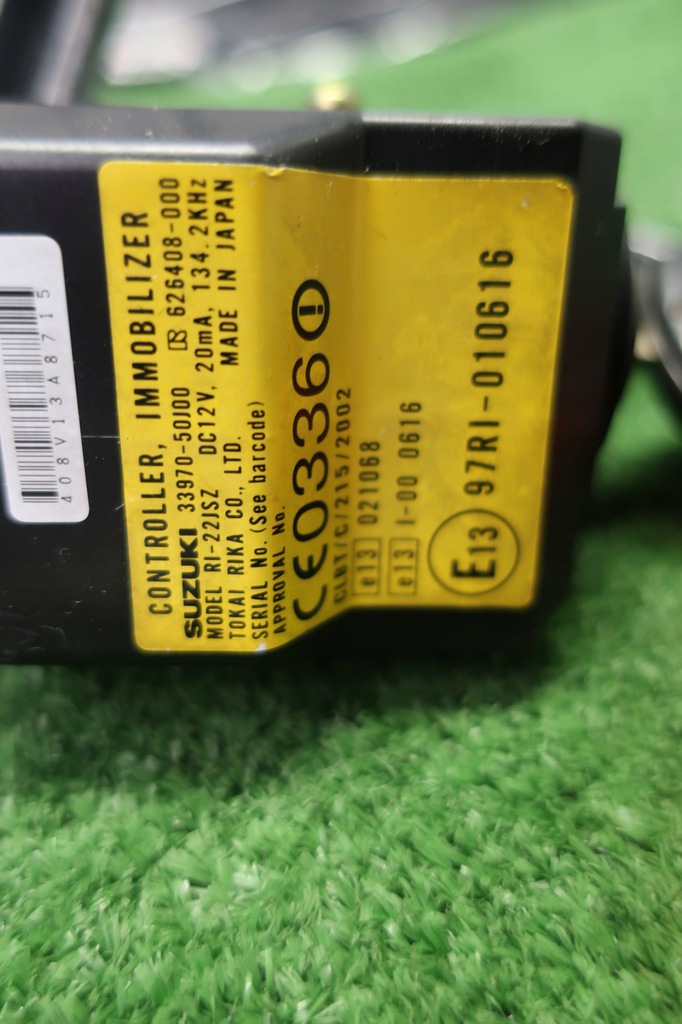 CONTROLLER, IMMOBILIZER
SUZUKI 33970-50J00 626408-000
MODEL RI-22JSZ DC12V, 20mA, 134.2KHz
TOKAI RIKA CO., LTD. MADE IN JAPAN
SERIAL No. (See barcode)
APPROVAL No.
CE0336
C.I.RT/C/215/2002
e13 021068
e13 I-00 0616
E13 97RI-010616
408V13A8715